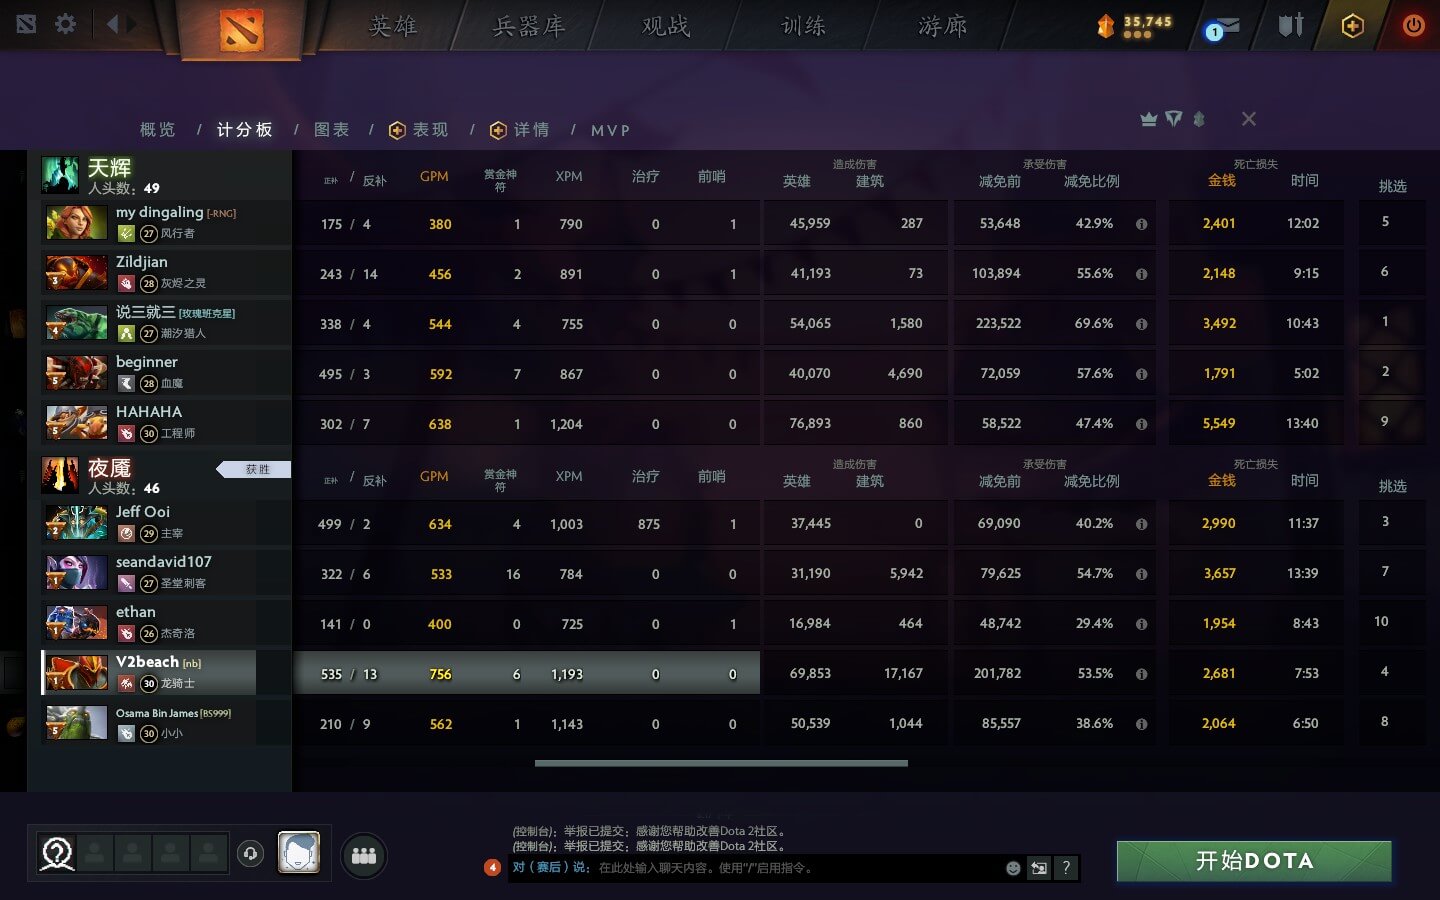 英雄 兵器库 观战 训练 游廊 35,745 1
概览 / 计分板 / 图表 / 表现 / 详情 / MVP
天辉
人头数: 49
正补 / 反补 GPM 赏金神符 XPM 治疗 前哨 造成伤害 英雄 建筑 承受伤害 减免前 减免比例 死亡损失 金钱 时间 挑选
my dingaling [-RNG]
27 风行者
175 / 4 380 1 790 0 1 45,959 287 53,648 42.9% 2,401 12:02 5
Zildjian
3 28 灰烬之灵
243 / 14 456 2 891 0 1 41,193 73 103,894 55.6% 2,148 9:15 6
说三就三 [玫瑰班克星]
4 27 潮汐猎人
338 / 4 544 4 755 0 0 54,065 1,580 223,522 69.6% 3,492 10:43 1
beginner
5 28 血魔
495 / 3 592 7 867 0 0 40,070 4,690 72,059 57.6% 1,791 5:02 2
HAHAHA
5 30 工程师
302 / 7 638 1 1,204 0 0 76,893 860 58,522 47.4% 5,549 13:40 9
夜魇 获胜
人头数: 46
正补 / 反补 GPM 赏金神符 XPM 治疗 前哨 造成伤害 英雄 建筑 承受伤害 减免前 减免比例 死亡损失 金钱 时间 挑选
Jeff Ooi
2 29 主宰
499 / 2 634 4 1,003 875 1 37,445 0 69,090 40.2% 2,990 11:37 3
seandavid107
1 27 圣堂刺客
322 / 6 533 16 784 0 0 31,190 5,942 79,625 54.7% 3,657 13:39 7
ethan
1 26 杰奇洛
141 / 0 400 0 725 0 1 16,984 464 48,742 29.4% 1,954 8:43 10
V2beach [nb]
1 30 龙骑士
535 / 13 756 6 1,193 0 0 69,853 17,167 201,782 53.5% 2,681 7:53 4
Osama Bin James [BS999]
5 30 小小
210 / 9 562 1 1,143 0 0 50,539 1,044 85,557 38.6% 2,064 6:50 8
(控制台): 举报已提交; 感谢您帮助改善Dota 2社区。
(控制台): 举报已提交; 感谢您帮助改善Dota 2社区。
4 对（赛后）说: 在此处输入聊天内容。使用"/"启用指令。 ?
开始DOTA